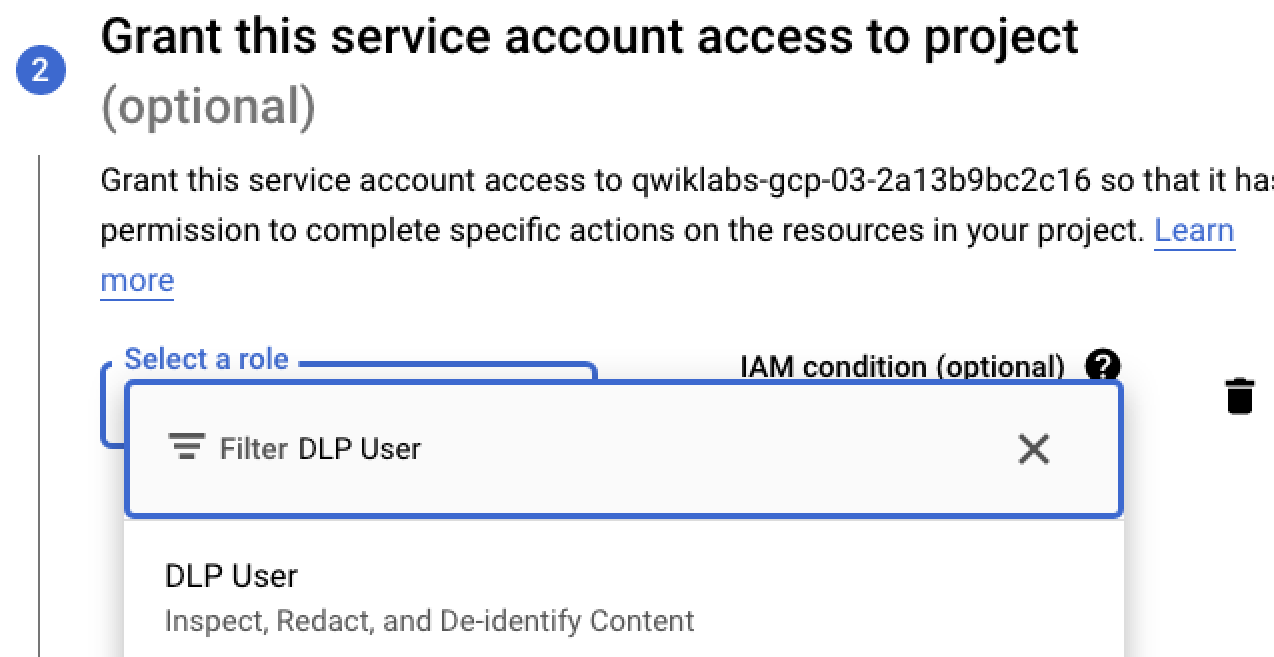 Grant this service account access to project
2
(optional)
Grant this service account access to qwiklabs-gcp-03-2a13b9bc2c16 so that it has
permission to complete specific actions on the resources in your project. Learn
more
Select a role
IAM condition (optional)
Filter DLP User
DLP User
Inspect, Redact, and De-identify Content